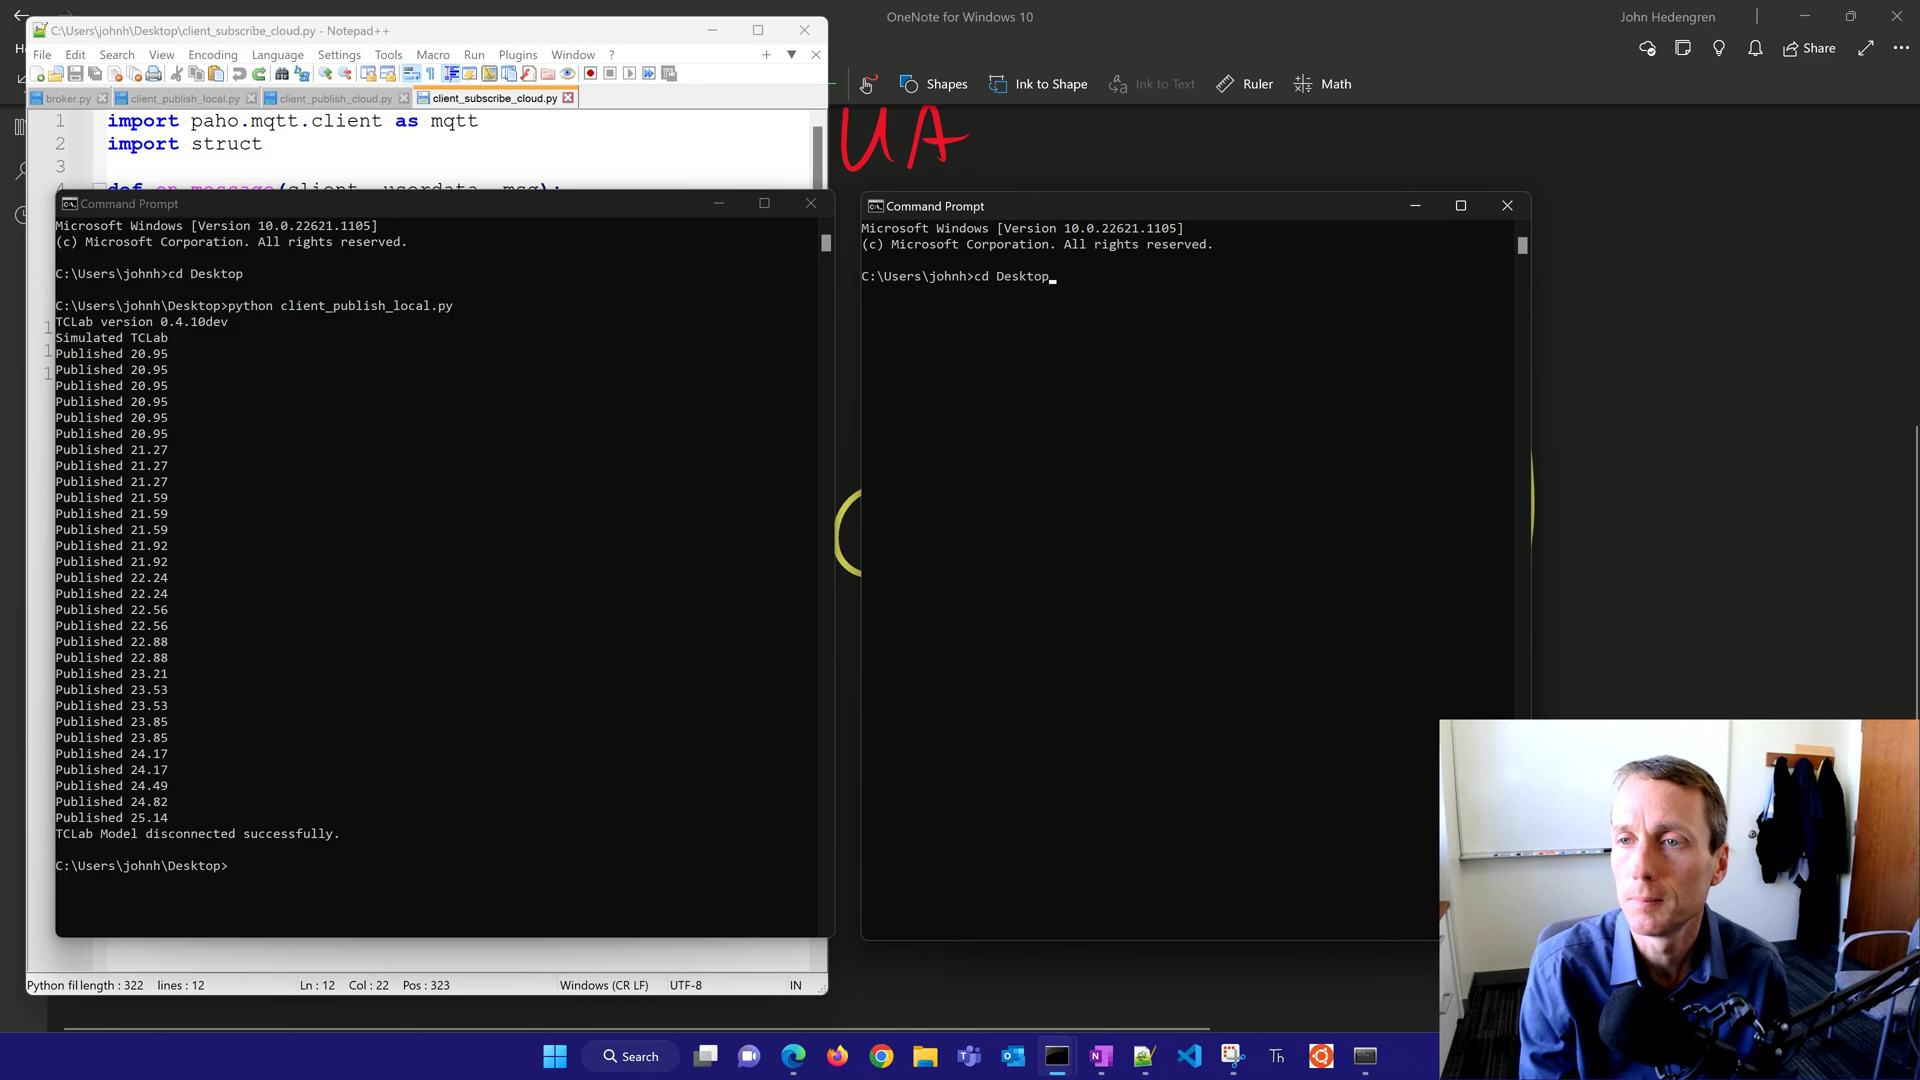 OneNote for Windows 10
John Hedengren
C:\Users\johnh\Desktop\client_subscribe_cloud.py - Notepad++
File Edit Search View Encoding Language Settings Tools Macro Run Plugins Window ?
Share
Shapes Ink to Shape Ink to Text Ruler Math
broker.py client_publish_local.py client_publish_cloud.py client_subscribe_cloud.py
1 import paho.mqtt.client as mqtt
2 import struct
3
4 def on_message(client, userdata, msg):
UA
Command Prompt
Microsoft Windows [Version 10.0.22621.1105]
(c) Microsoft Corporation. All rights reserved.
C:\Users\johnh>cd Desktop
C:\Users\johnh\Desktop>python client_publish_local.py
TCLab version 0.4.10dev
Simulated TCLab
Published 20.95
Published 20.95
Published 20.95
Published 20.95
Published 20.95
Published 20.95
Published 21.27
Published 21.27
Published 21.27
Published 21.59
Published 21.59
Published 21.59
Published 21.92
Published 21.92
Published 22.24
Published 22.24
Published 22.56
Published 22.56
Published 22.88
Published 22.88
Published 23.21
Published 23.53
Published 23.53
Published 23.85
Published 23.85
Published 24.17
Published 24.17
Published 24.49
Published 24.82
Published 25.14
TCLab Model disconnected successfully.
C:\Users\johnh\Desktop>
Command Prompt
Microsoft Windows [Version 10.0.22621.1105]
(c) Microsoft Corporation. All rights reserved.
C:\Users\johnh>cd Desktop
Python fil length : 322 lines : 12 Ln : 12 Col : 22 Pos : 323 Windows (CR LF) UTF-8 IN
Search
Th